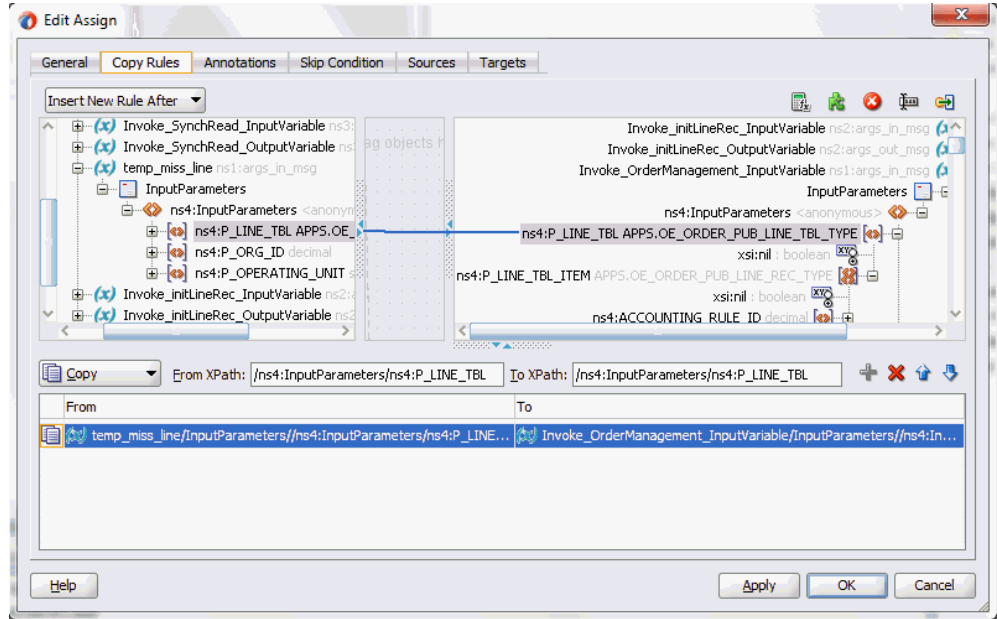 Edit Assign
General Copy Rules Annotations Skip Condition Sources Targets
Insert New Rule After
Invoke_SynchRead_InputVariable ns3:
Invoke_SynchRead_OutputVariable ns
temp_miss_line ns1:args_in_msg
InputParameters
ns4:InputParameters <anonym
ns4:P_LINE_TBL APPS.OE_
ns4:P_ORG_ID decimal
ns4:P_OPERATING_UNIT s
Invoke_initLineRec_InputVariable ns2:a
Invoke_initLineRec_OutputVariable ns2
ag objects h
Invoke_initLineRec_InputVariable ns2:args_in_msg
Invoke_initLineRec_OutputVariable ns2:args_out_msg
Invoke_OrderManagement_InputVariable ns1:args_in_msg
InputParameters
ns4:InputParameters <anonymous>
ns4:P_LINE_TBL APPS.OE_ORDER_PUB_LINE_TBL_TYPE
xsi:nil : boolean
ns4:P_LINE_TBL_ITEM APPS.OE_ORDER_PUB_LINE_REC_TYPE
xsi:nil : boolean
ns4:ACCOUNTING_RULE_ID decimal
Copy From XPath: /ns4:InputParameters/ns4:P_LINE_TBL To XPath: /ns4:InputParameters/ns4:P_LINE_TBL
From To
temp_miss_line/InputParameters//ns4:InputParameters/ns4:P_LINE... Invoke_OrderManagement_InputVariable/InputParameters//ns4:In...
Help Apply OK Cancel